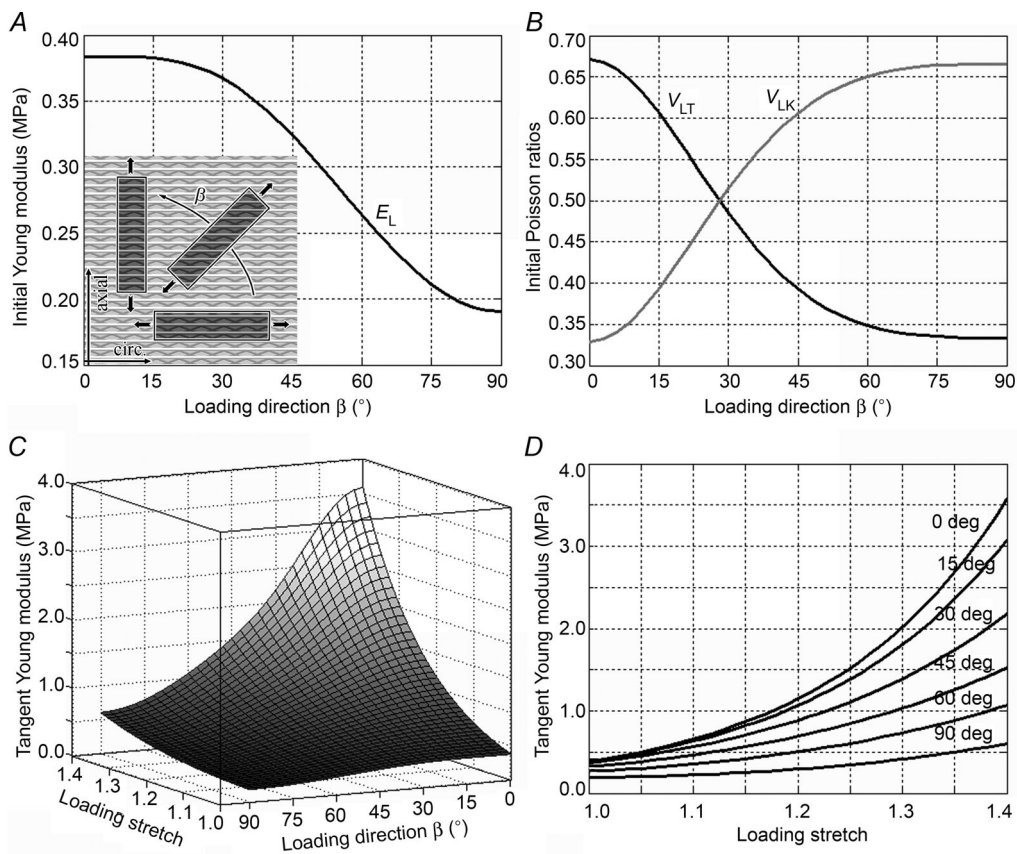 A
Initial Young modulus (MPa)
0.40
0.35
0.30
0.25
0.20
0.15
β
E_L
axial
circ.
0 15 30 45 60 75 90
Loading direction β (°)
B
Initial Poisson ratios
0.70
0.65
0.60
0.55
0.50
0.45
0.40
0.35
0.30
V_LT
V_LK
0 15 30 45 60 75 90
Loading direction β (°)
C
Tangent Young modulus (MPa)
4.0
3.0
2.0
1.0
0.0
1.4 1.3 1.2 1.1 1.0
Loading stretch
90 75 60 45 30 15 0
Loading direction β (°)
D
Tangent Young modulus (MPa)
4.0
3.0
2.0
1.0
0.0
0 deg
15 deg
30 deg
45 deg
60 deg
90 deg
1.0 1.1 1.2 1.3 1.4
Loading stretch